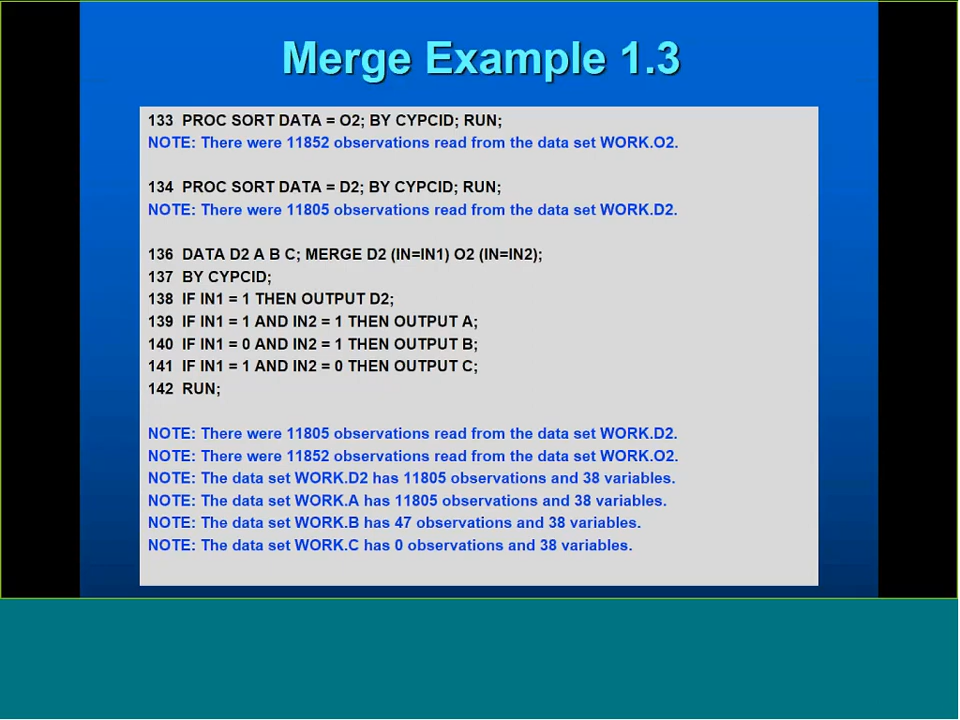 Merge Example 1.3
133 PROC SORT DATA = O2; BY CYPCID; RUN;
NOTE: There were 11852 observations read from the data set WORK.O2.
134 PROC SORT DATA = D2; BY CYPCID; RUN;
NOTE: There were 11805 observations read from the data set WORK.D2.
136 DATA D2 A B C; MERGE D2 (IN=IN1) O2 (IN=IN2);
137 BY CYPCID;
138 IF IN1 = 1 THEN OUTPUT D2;
139 IF IN1 = 1 AND IN2 = 1 THEN OUTPUT A;
140 IF IN1 = 0 AND IN2 = 1 THEN OUTPUT B;
141 IF IN1 = 1 AND IN2 = 0 THEN OUTPUT C;
142 RUN;
NOTE: There were 11805 observations read from the data set WORK.D2.
NOTE: There were 11852 observations read from the data set WORK.O2.
NOTE: The data set WORK.D2 has 11805 observations and 38 variables.
NOTE: The data set WORK.A has 11805 observations and 38 variables.
NOTE: The data set WORK.B has 47 observations and 38 variables.
NOTE: The data set WORK.C has 0 observations and 38 variables.